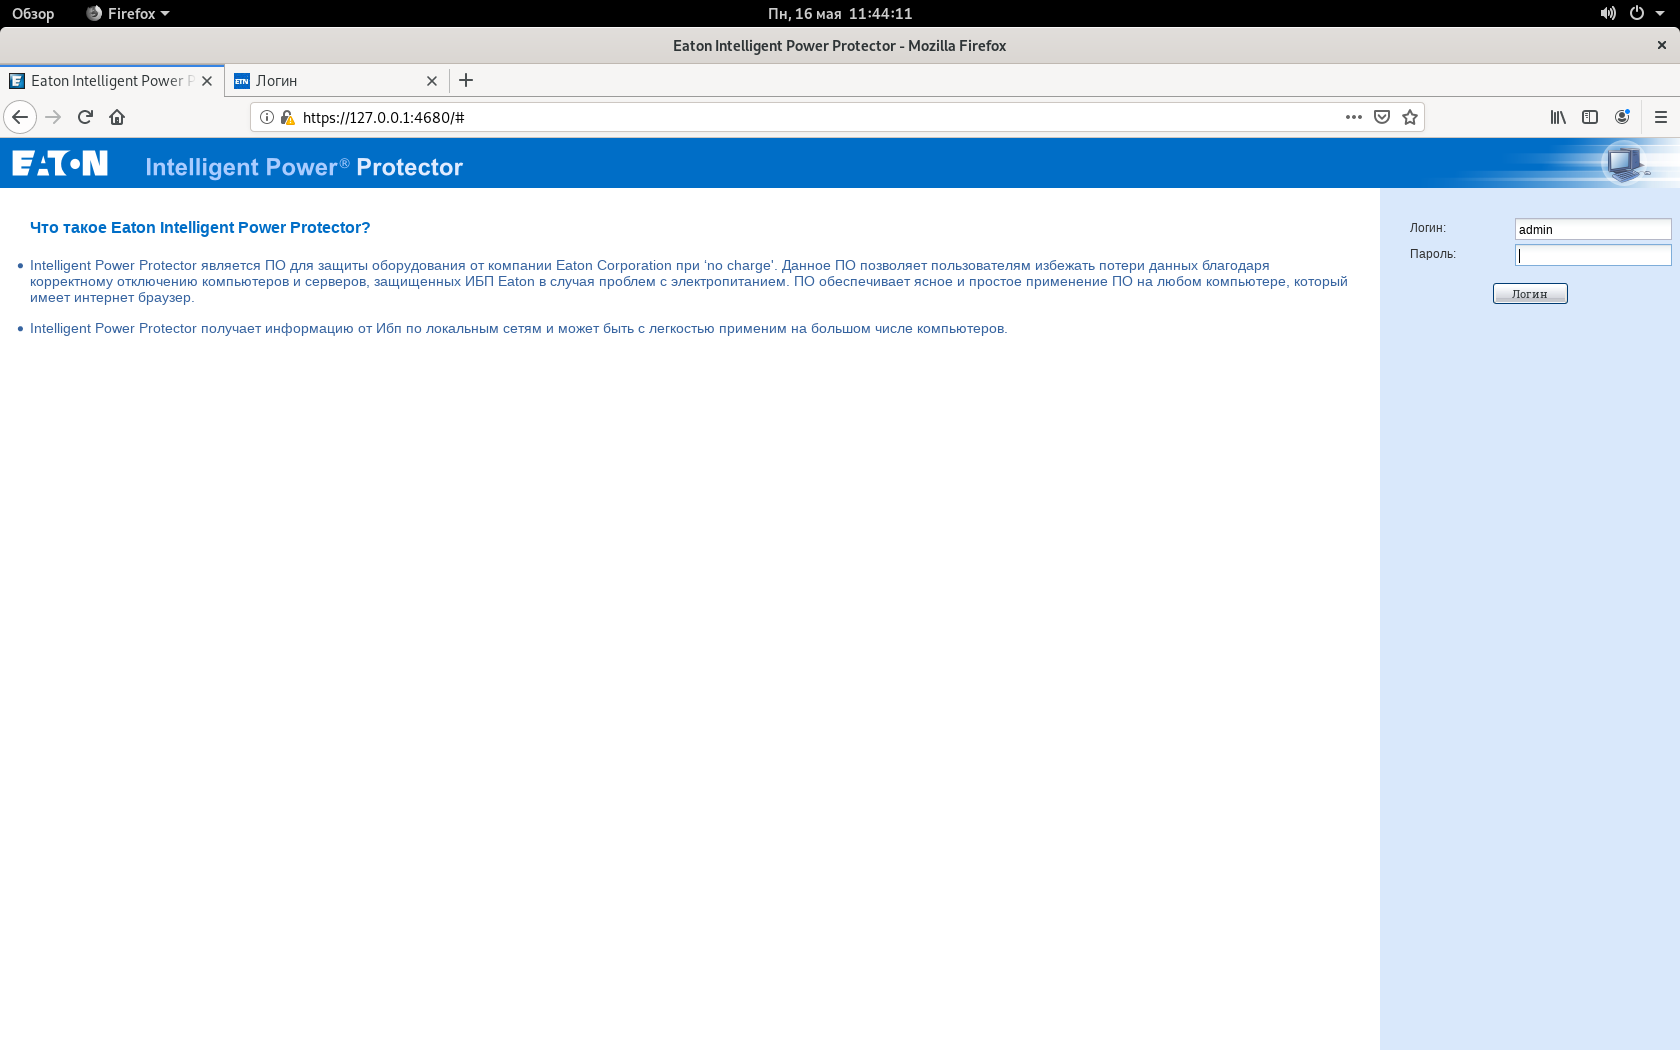 Обзор Firefox Пн, 16 мая 11:44:11
Eaton Intelligent Power Protector - Mozilla Firefox
Eaton Intelligent Power P ETN Логин
https://127.0.0.1:4680/#
EATON Intelligent Power® Protector
Что такое Eaton Intelligent Power Protector?
Intelligent Power Protector является ПО для защиты оборудования от компании Eaton Corporation при ‘no charge'. Данное ПО позволяет пользователям избежать потери данных благодаря
корректному отключению компьютеров и серверов, защищенных ИБП Eaton в случая проблем с электропитанием. ПО обеспечивает ясное и простое применение ПО на любом компьютере, который
имеет интернет браузер.
Intelligent Power Protector получает информацию от Ибп по локальным сетям и может быть с легкостью применим на большом числе компьютеров.
Логин: admin
Пароль:
Логин